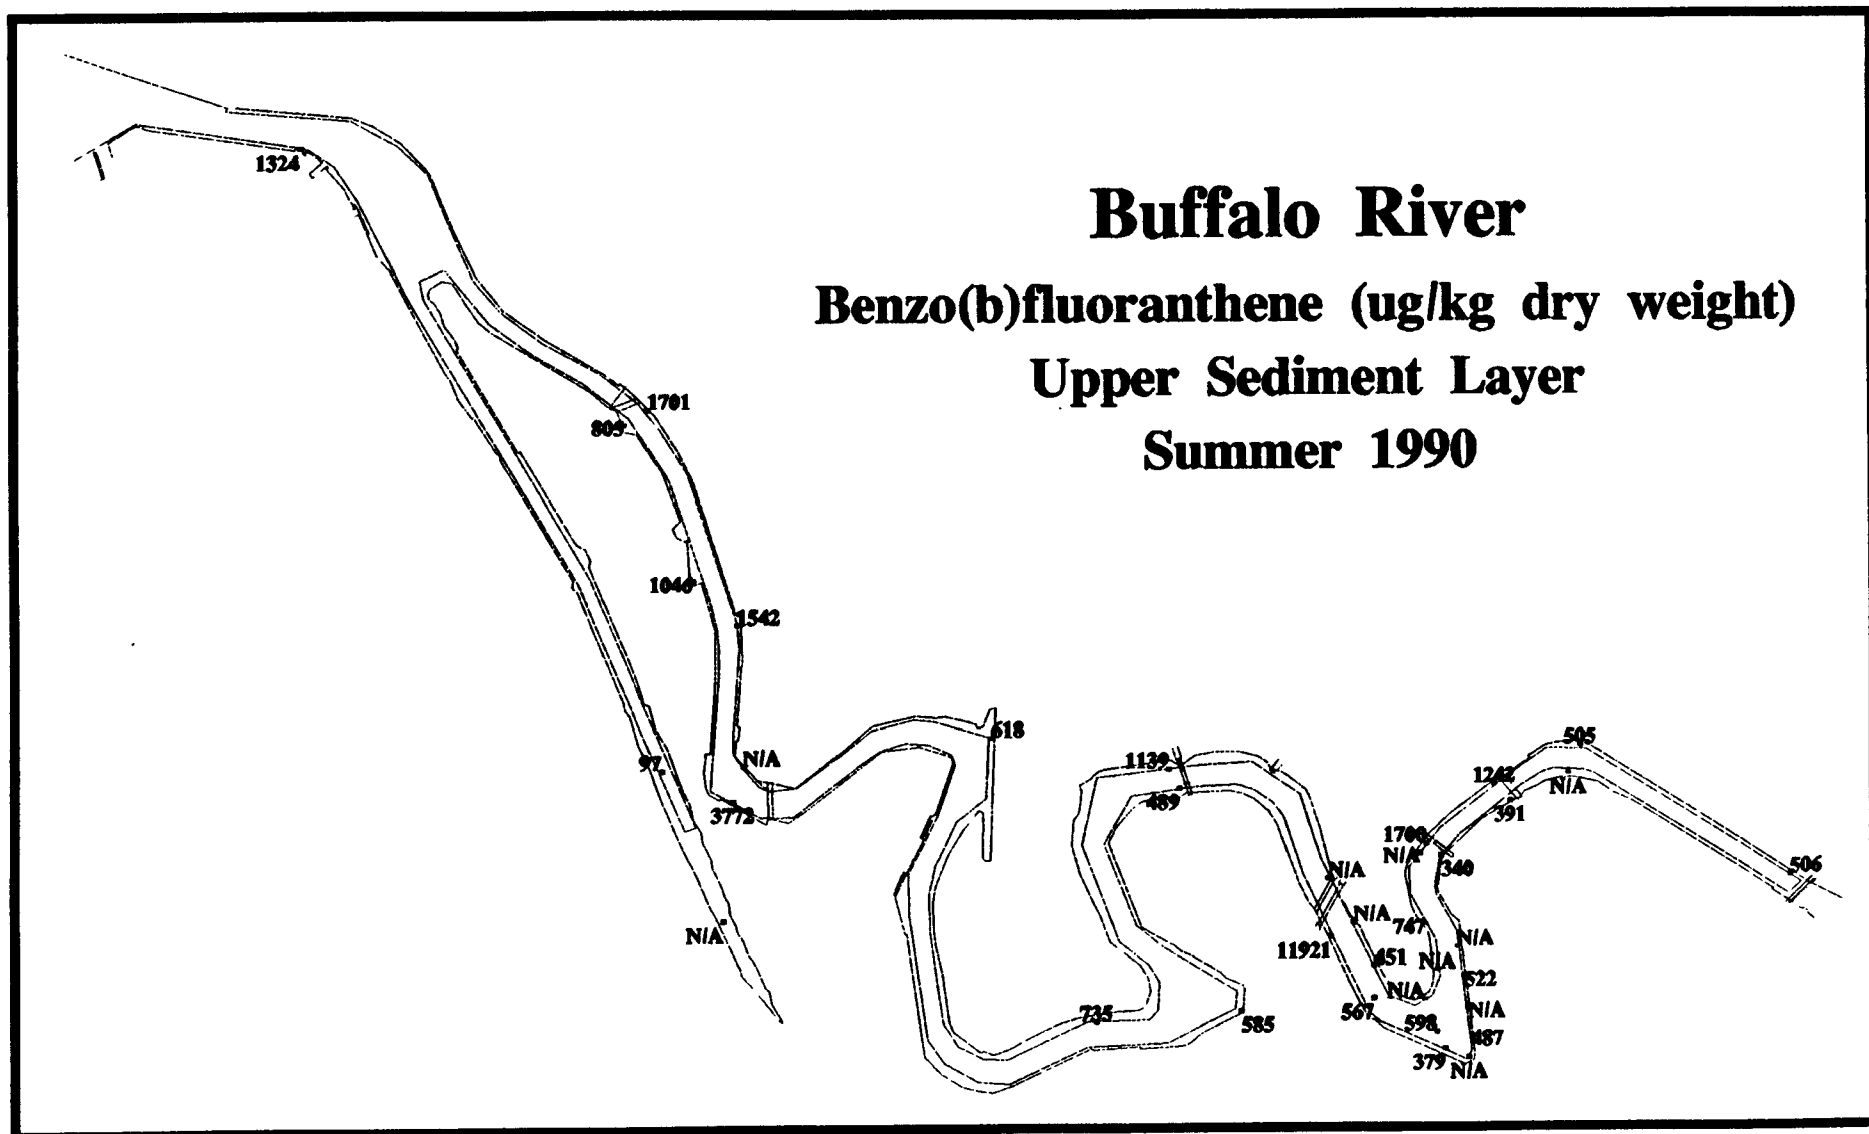 Buffalo River
Benzo(b)fluoranthene (ug/kg dry weight)
Upper Sediment Layer
Summer 1990
1324
1701
805
1046
1542
N/A
97
3772
N/A
618
735
585
1139
489
N/A
N/A
11921
451
N/A
567
598
379
N/A
487
N/A
522
N/A
N/A
747
340
N/A
1700
391
1242
N/A
505
506